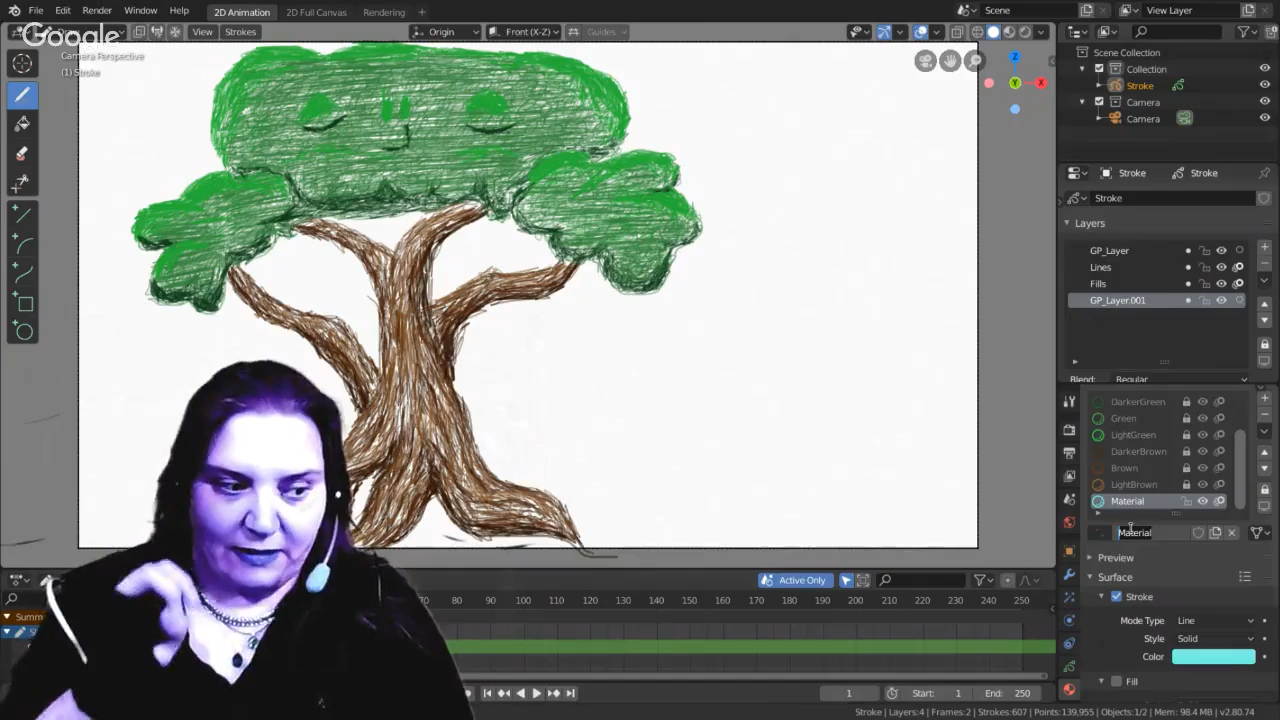 File Edit Render Window Help 2D Animation 2D Full Canvas Rendering + Scene View Layer
Google
View Strokes Origin Front (X-Z) Guides
Camera Perspective
(1) Stroke
Z
Y
X
Scene Collection
Collection
Stroke
Camera
Camera
Stroke Stroke
Stroke
Layers
GP_Layer
Lines
Fills
GP_Layer.001
Blend: Regular
DarkerGreen
Green
LightGreen
DarkerBrown
Brown
LightBrown
Material
Material
Preview
Surface
Stroke
Mode Type Line
Style Solid
Color
Fill
Active Only
70 80 90 100 110 120 130 140 150 160 170 180 190 200 210 220 230 240 250
Summ
1 Start: 1 End: 250
Stroke | Layers:4 | Frames:2 | Strokes:607 | Points:139,955 | Objects:1/2 | Mem: 98.4 MB | v2.80.74